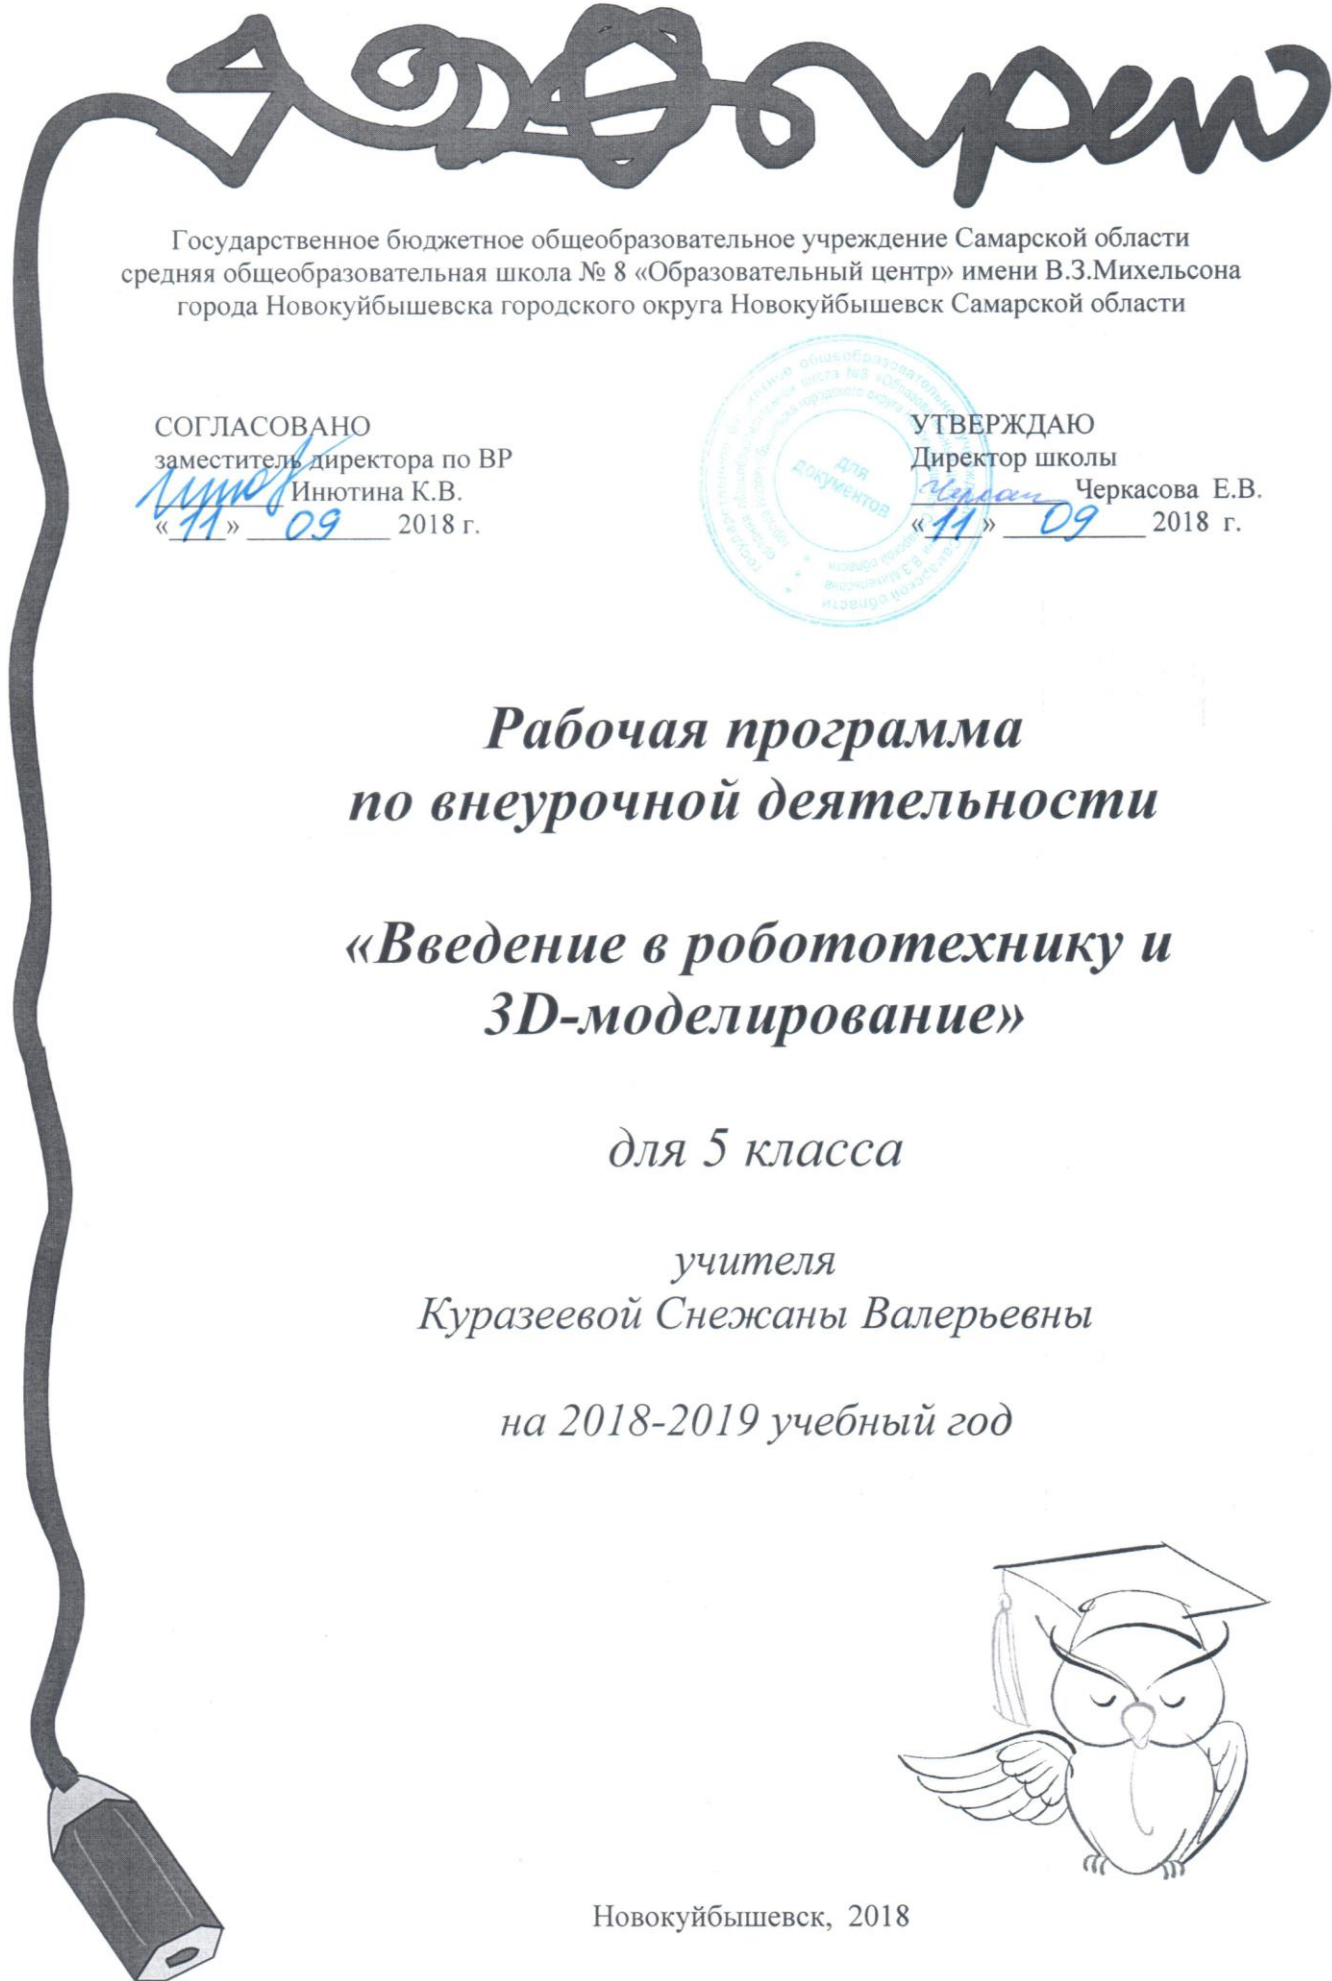 Государственное бюджетное общеобразовательное учреждение Самарской области
средняя общеобразовательная школа № 8 «Образовательный центр» имени В.З.Михельсона
города Новокуйбышевска городского округа Новокуйбышевск Самарской области
СОГЛАСОВАНО
заместитель директора по ВР
Инютина К.В.
«11» 09 2018 г.
для
документов
УТВЕРЖДАЮ
Директор школы
Черкасова Е.В.
«11» 09 2018 г.
Рабочая программа
по внеурочной деятельности
«Введение в робототехнику и
3D-моделирование»
для 5 класса
учителя
Куразеевой Снежаны Валерьевны
на 2018-2019 учебный год
Новокуйбышевск, 2018